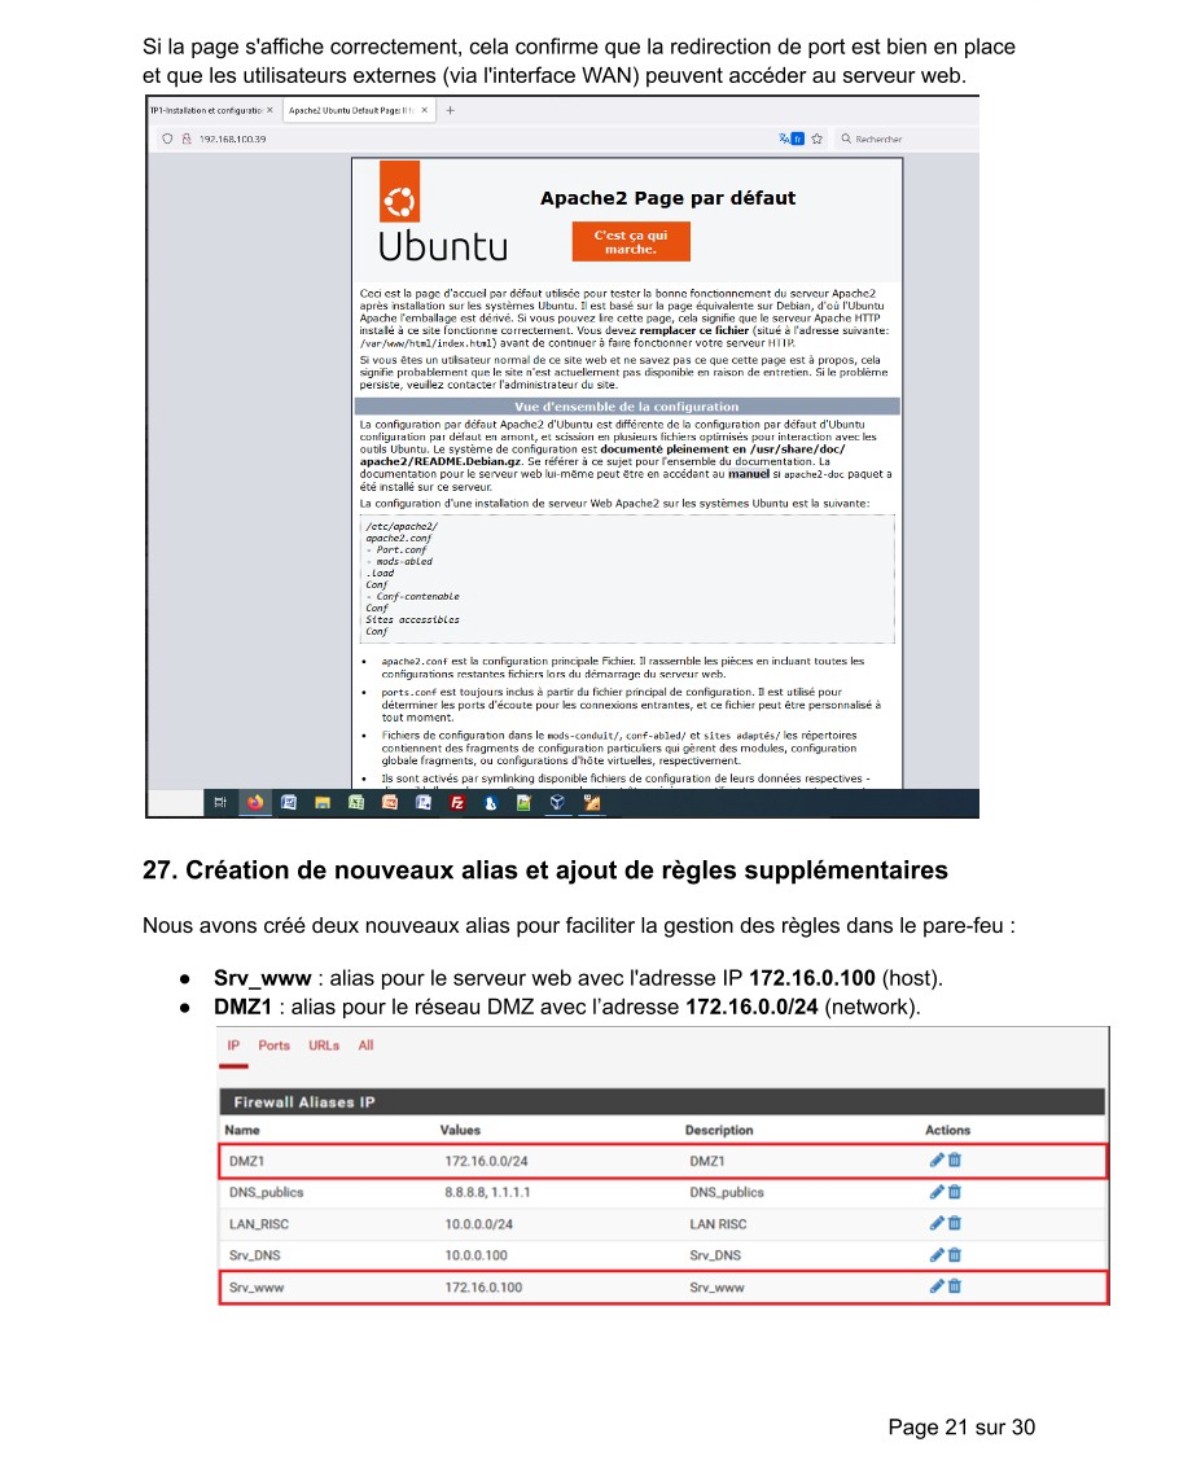 Si la page s'affiche correctement, cela confirme que la redirection de port est bien en place
et que les utilisateurs externes (via l'interface WAN) peuvent accéder au serveur web.
TP1-Installation et configuration X Apache2 Ubuntu Default Page: It X +
192.168.100.39 fr Rechercher
Apache2 Page par défaut
Ubuntu
C'est ça qui
marche.
Ceci est la page d'accueil par défaut utilisée pour tester la bonne fonctionnement du serveur Apache2
après installation sur les systèmes Ubuntu. Il est basé sur la page équivalente sur Debian, d'où l'Ubuntu
Apache l'emballage est dérivé. Si vous pouvez lire cette page, cela signifie que le serveur Apache HTTP
installé à ce site fonctionne correctement. Vous devez remplacer ce fichier (situé à l'adresse suivante:
/var/www/html/index.html) avant de continuer à faire fonctionner votre serveur HTTP.
Si vous êtes un utilisateur normal de ce site web et ne savez pas ce que cette page est à propos, cela
signifie probablement que le site n'est actuellement pas disponible en raison de entretien. Si le problème
persiste, veuillez contacter l'administrateur du site.
Vue d'ensemble de la configuration
La configuration par défaut Apache2 d'Ubuntu est différente de la configuration par défaut d'Ubuntu
configuration par défaut en amont, et scission en plusieurs fichiers optimisés pour interaction avec les
outils Ubuntu. Le système de configuration est documenté pleinement en /usr/share/doc/
apache2/README.Debian.gz. Se référer à ce sujet pour l'ensemble du documentation. La
documentation pour le serveur web lui-même peut être en accédant au manuel si apache2-doc paquet a
été installé sur ce serveur.
La configuration d'une installation de serveur Web Apache2 sur les systèmes Ubuntu est la suivante:
/etc/apache2/
apache2.conf
- Port.conf
- mods-abled
.Load
Conf
- Conf-contenable
Conf
Sites accessibles
Conf
• apache2.conf est la configuration principale Fichier. Il rassemble les pièces en incluant toutes les
configurations restantes fichiers lors du démarrage du serveur web.
• ports.conf est toujours inclus à partir du fichier principal de configuration. Il est utilisé pour
déterminer les ports d'écoute pour les connexions entrantes, et ce fichier peut être personnalisé à
tout moment.
• Fichiers de configuration dans le mods-conduit/, conf-abled/ et sites adaptés/ les répertoires
contiennent des fragments de configuration particuliers qui gèrent des modules, configuration
globale fragments, ou configurations d'hôte virtuelles, respectivement.
• Ils sont activés par symlinking disponible fichiers de configuration de leurs données respectives -
27. Création de nouveaux alias et ajout de règles supplémentaires
Nous avons créé deux nouveaux alias pour faciliter la gestion des règles dans le pare-feu :
● Srv_www : alias pour le serveur web avec l'adresse IP 172.16.0.100 (host).
● DMZ1 : alias pour le réseau DMZ avec l’adresse 172.16.0.0/24 (network).
IP Ports URLs All
Firewall Aliases IP
Name Values Description Actions
DMZ1 172.16.0.0/24 DMZ1
DNS_publics 8.8.8.8, 1.1.1.1 DNS_publics
LAN_RISC 10.0.0.0/24 LAN RISC
Srv_DNS 10.0.0.100 Srv_DNS
Srv_www 172.16.0.100 Srv_www
Page 21 sur 30